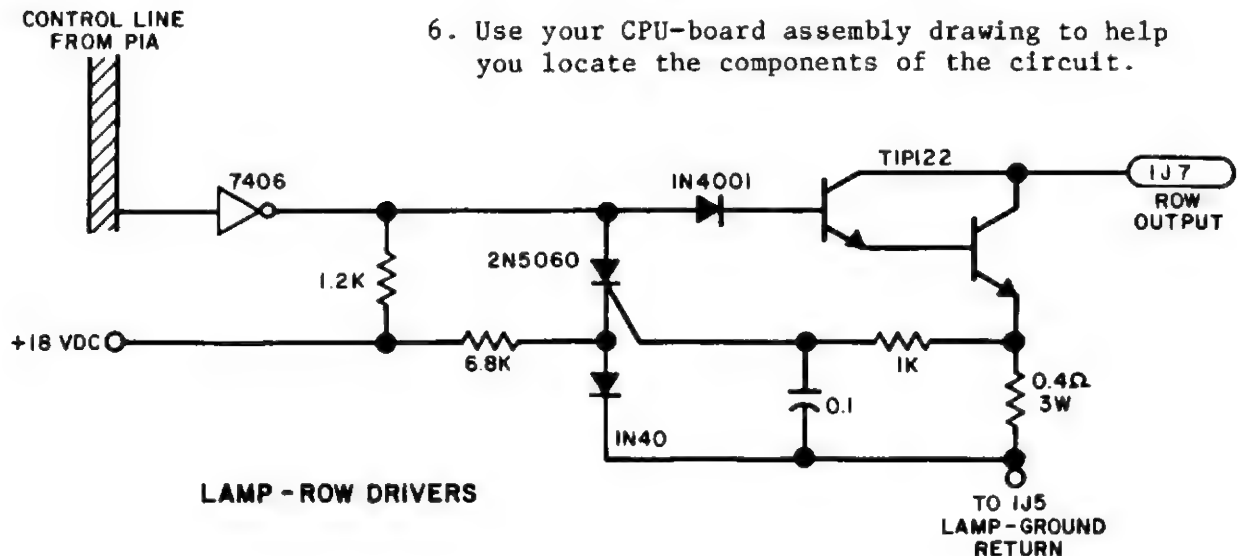 CONTROL LINE
FROM PIA
6. Use your CPU-board assembly drawing to help
you locate the components of the circuit.
7406
1N4001
TIP122
1J7
ROW
OUTPUT
1.2K
2N5060
+18 VDC
6.8K
1K
0.1
0.4Ω
3W
1N40
LAMP-ROW DRIVERS
TO 1J5
LAMP-GROUND
RETURN